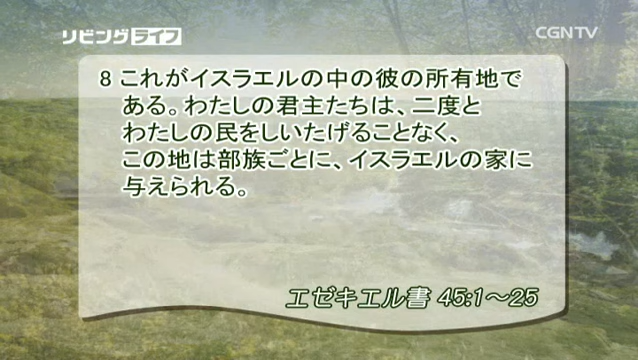 リビングライフ
CGNTV
8 これがイスラエルの中の彼の所有地で
ある。わたしの君主たちは、二度と
わたしの民をしいたげることなく、
この地は部族ごとに、イスラエルの家に
与えられる。
エゼキエル書 45:1～25